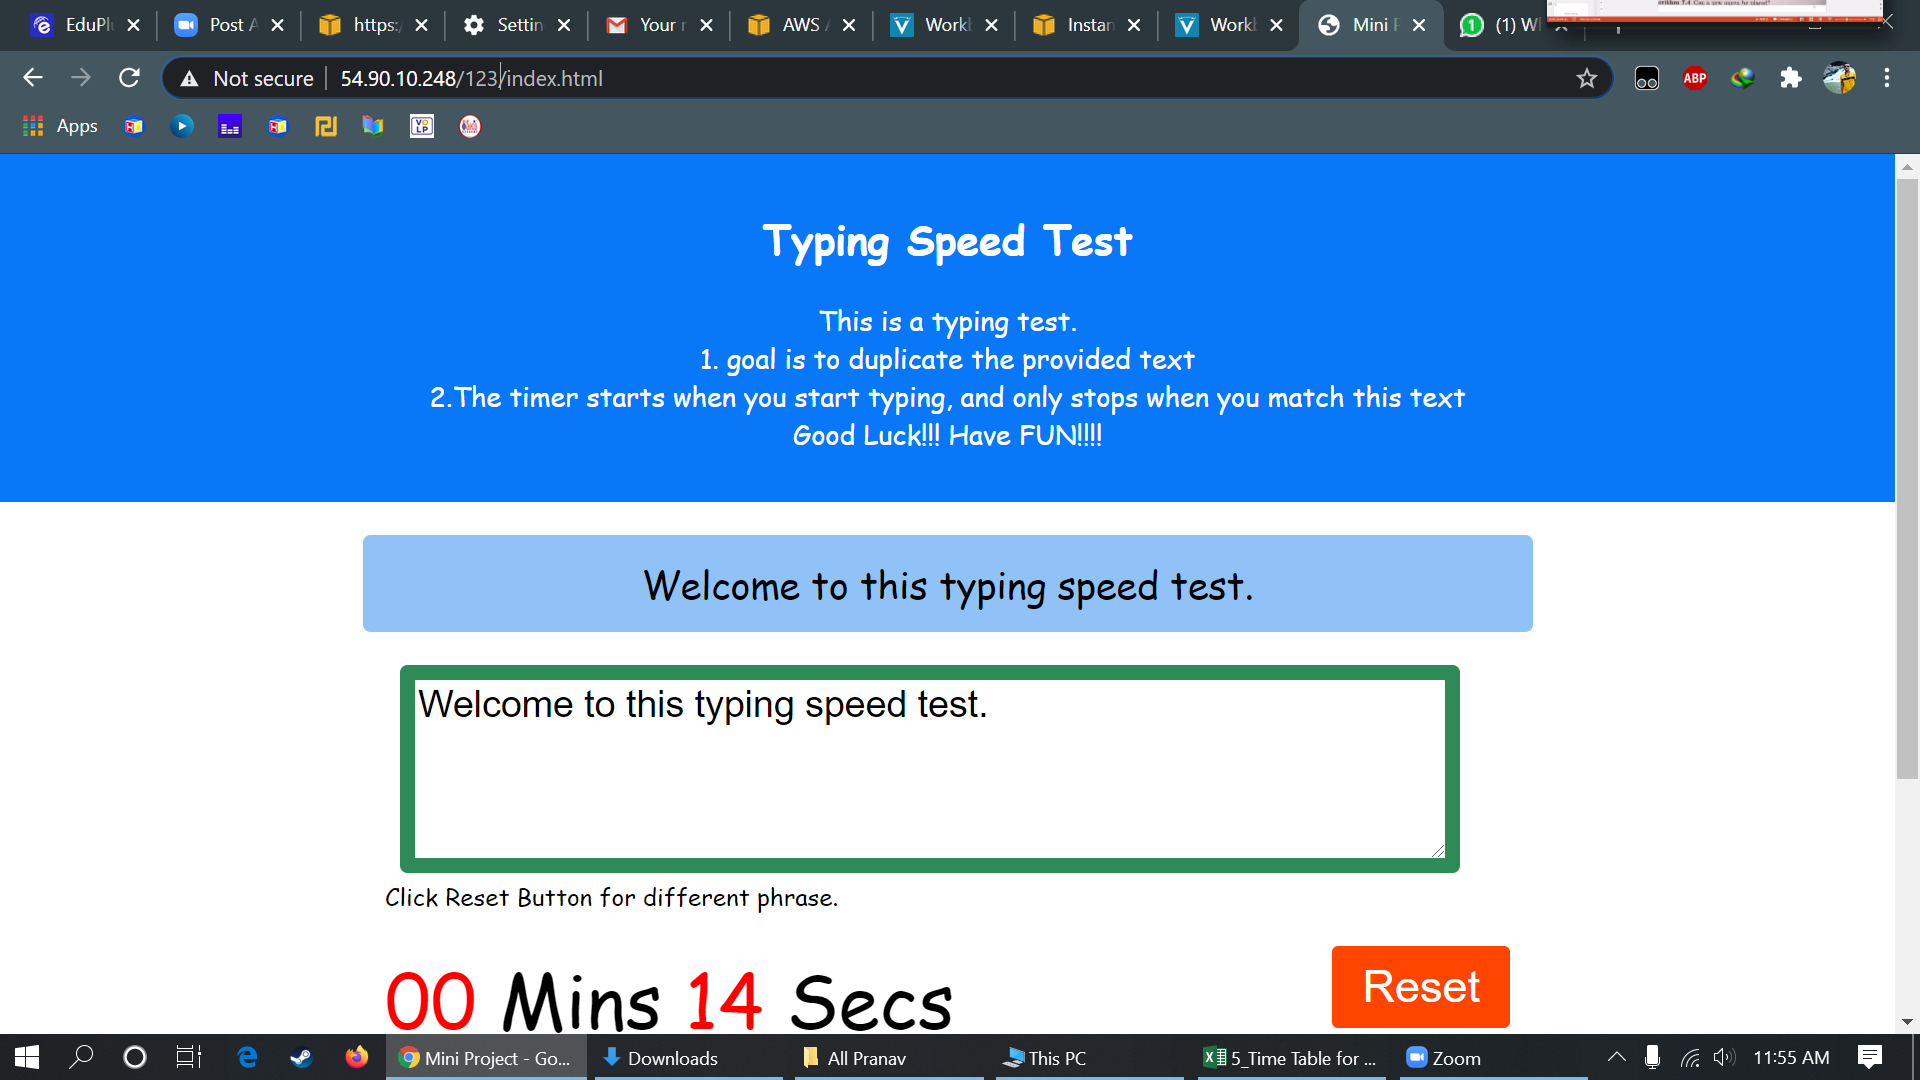 EduPl
Post A
https:/
Settin
Your r
AWS A
Workl
Instan
Workl
Mini F
(1) W
Not secure
54.90.10.248/123/index.html
ABP
Apps
VOLP
Typing Speed Test
This is a typing test.
1. goal is to duplicate the provided text
2.The timer starts when you start typing, and only stops when you match this text
Good Luck!!! Have FUN!!!!
Welcome to this typing speed test.
Welcome to this typing speed test.
Click Reset Button for different phrase.
00 Mins 14 Secs
Reset
Mini Project - Go...
Downloads
All Pranav
This PC
5_Time Table for ...
Zoom
11:55 AM